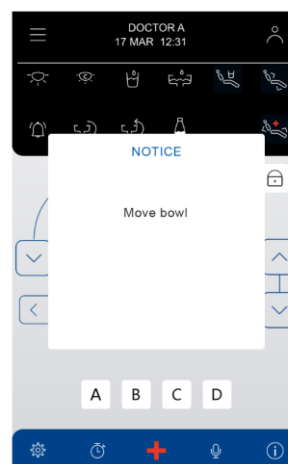 DOCTOR A
17 MAR 12:31
NOTICE
Move bowl
A B C D